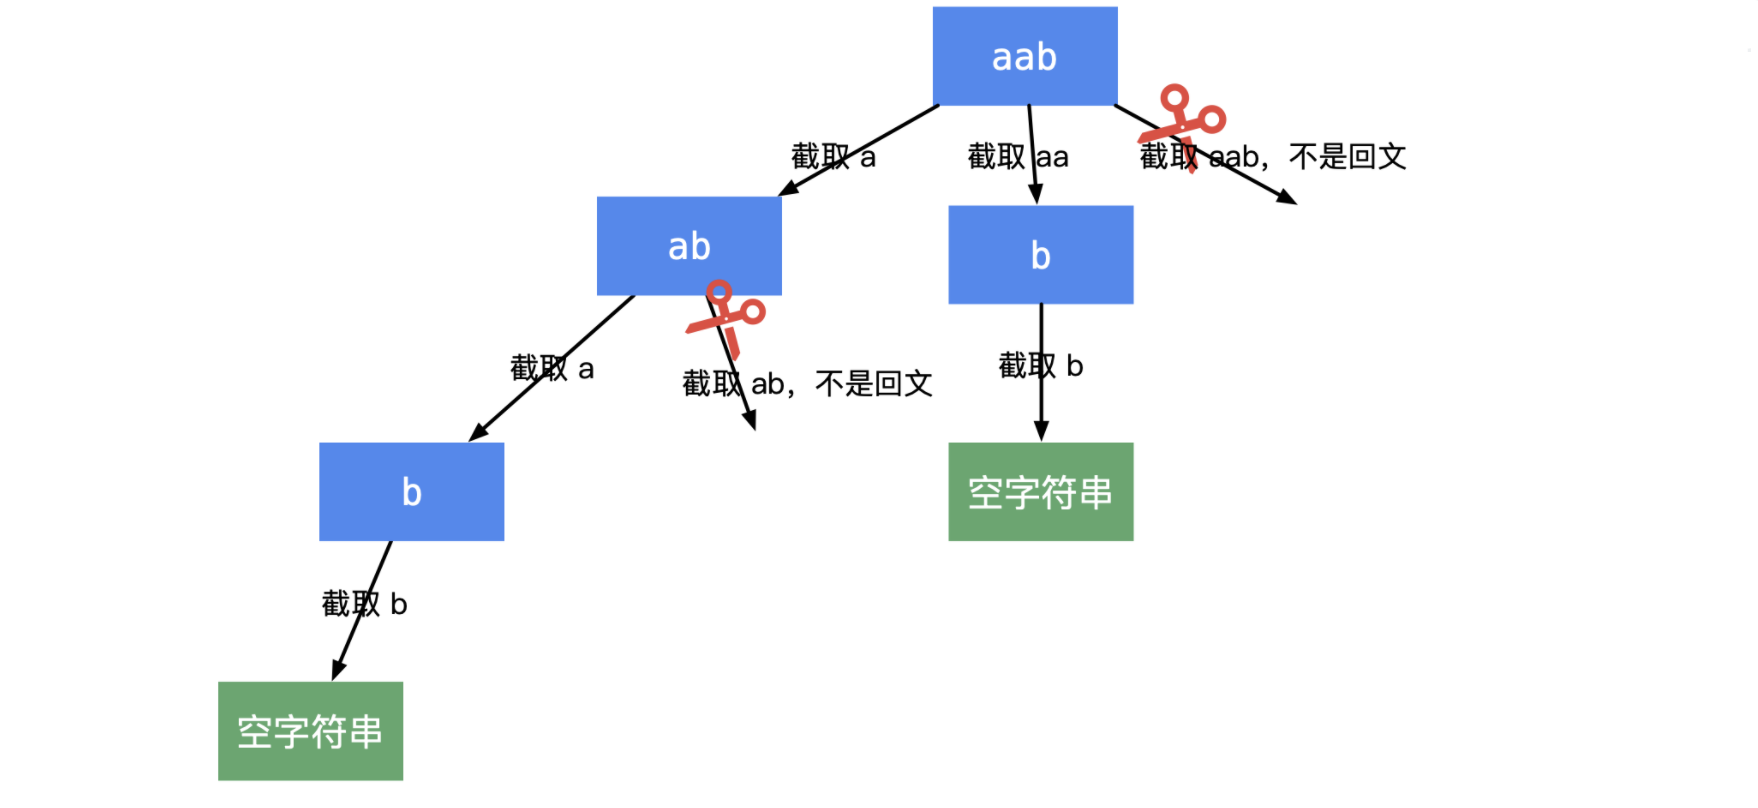 aab
截取 a
截取 aa
截取 aab，不是回文
ab
b
截取 a
截取 ab，不是回文
截取 b
b
空字符串
截取 b
空字符串